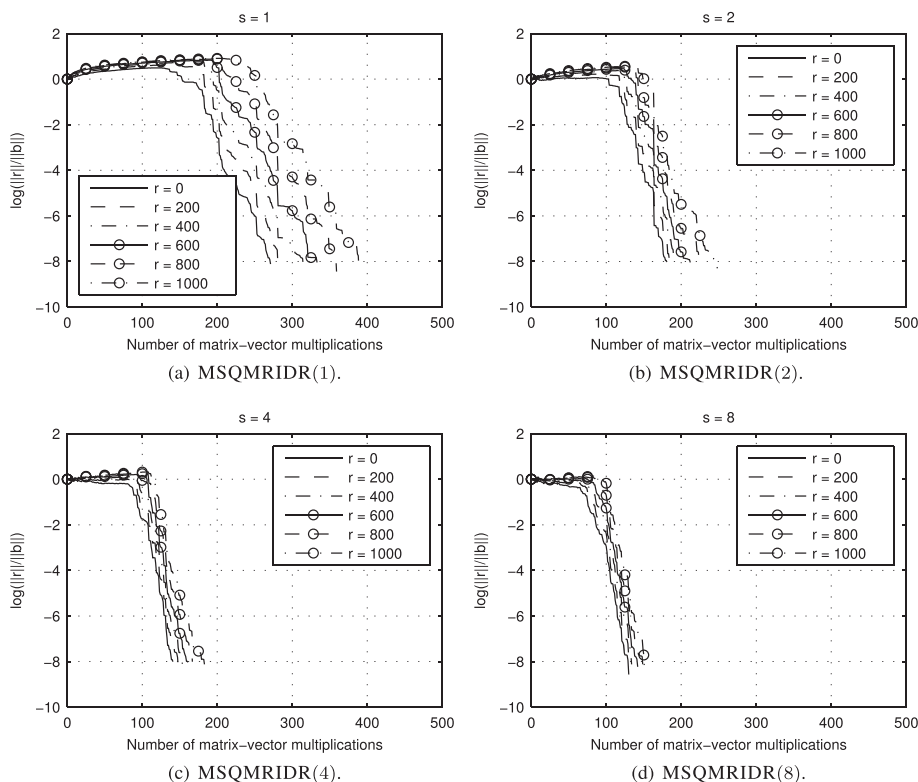 s = 1
2
0
−2
−4
−6
−8
−10
log(||r||/||b||)
r = 0
r = 200
r = 400
r = 600
r = 800
r = 1000
0 100 200 300 400 500
Number of matrix−vector multiplications
(a) MSQMRIDR(1).
s = 2
2
0
−2
−4
−6
−8
−10
log(||r||/||b||)
r = 0
r = 200
r = 400
r = 600
r = 800
r = 1000
0 100 200 300 400 500
Number of matrix−vector multiplications
(b) MSQMRIDR(2).
s = 4
2
0
−2
−4
−6
−8
−10
log(||r||/||b||)
r = 0
r = 200
r = 400
r = 600
r = 800
r = 1000
0 100 200 300 400 500
Number of matrix−vector multiplications
(c) MSQMRIDR(4).
s = 8
2
0
−2
−4
−6
−8
−10
log(||r||/||b||)
r = 0
r = 200
r = 400
r = 600
r = 800
r = 1000
0 100 200 300 400 500
Number of matrix−vector multiplications
(d) MSQMRIDR(8).